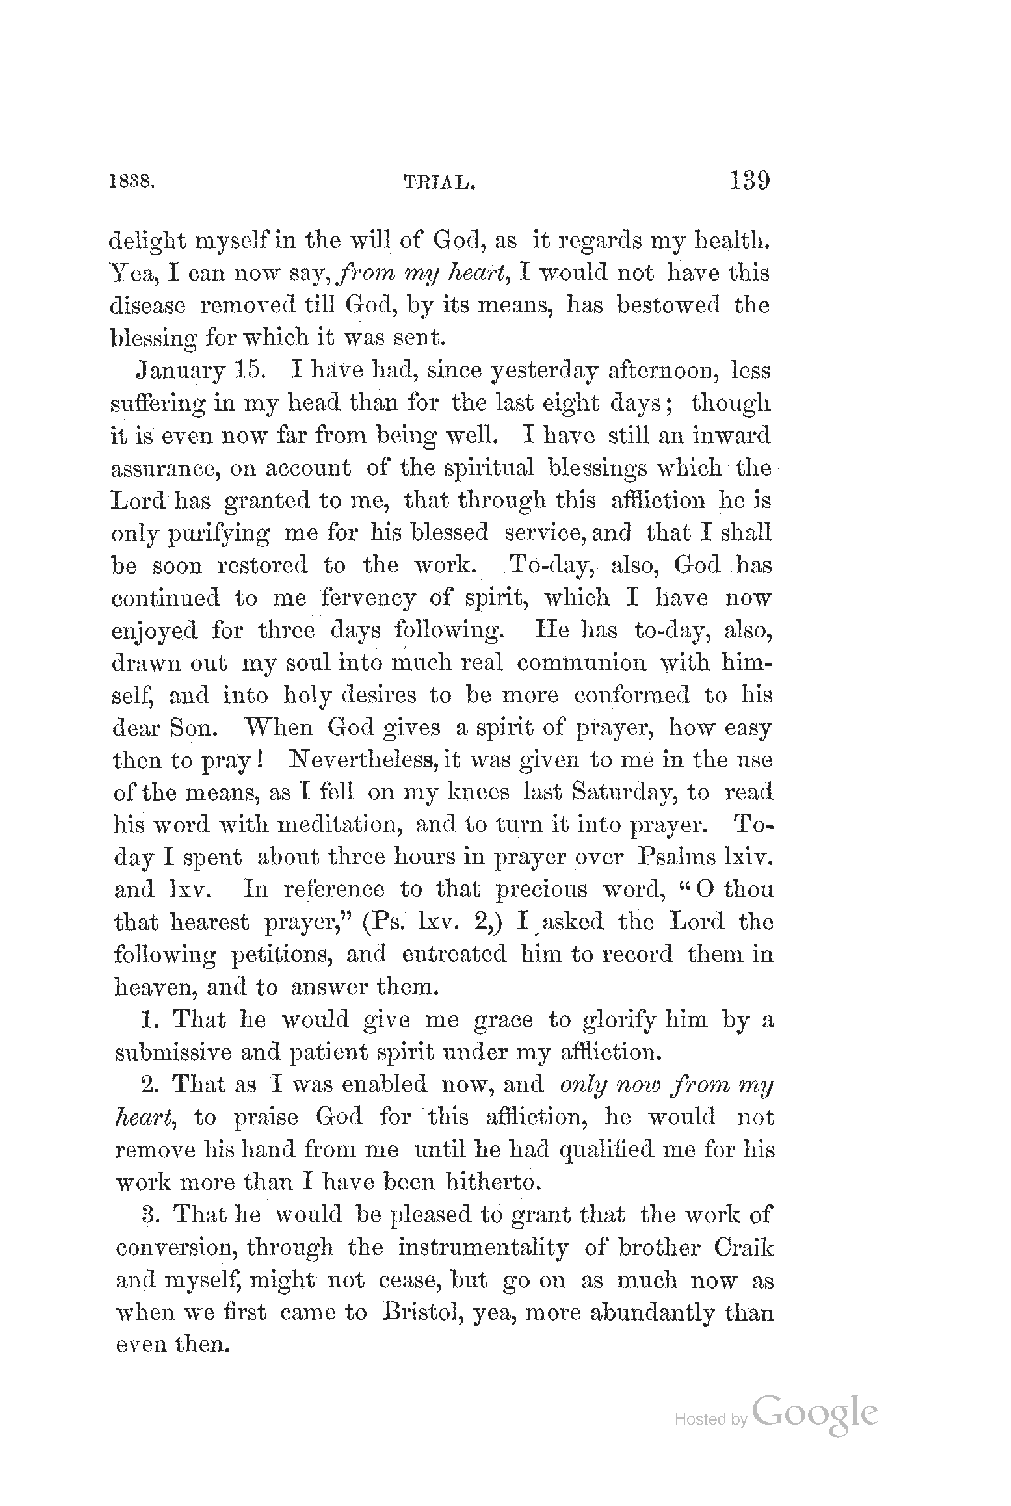 1838. TRIAL. 139
delight myself in the will of God, as it regards my health.
Yea, I can now say, from my heart, I would not have this
disease removed till God, by its means, has bestowed the
blessing for which it was sent.
January 15. I have had, since yesterday afternoon, less
suffering in my head than for the last eight days; though
it is even now far from being well. I have still an inward
assurance, on account of the spiritual blessings which the
Lord has granted to me, that through this affliction he is
only purifying me for his blessed service, and that I shall
be soon restored to the work. To-day, also, God has
continued to me fervency of spirit, which I have now
enjoyed for three days following. He has to-day, also,
drawn out my soul into much real communion with him-
self, and into holy desires to be more conformed to his
dear Son. When God gives a spirit of prayer, how easy
then to pray! Nevertheless, it was given to me in the use
of the means, as I fell on my knees last Saturday, to read
his word with meditation, and to turn it into prayer. To-
day I spent about three hours in prayer over Psalms lxiv.
and lxv. In reference to that precious word, "O thou
that hearest prayer," (Ps. lxv. 2,) I asked the Lord the
following petitions, and entreated him to record them in
heaven, and to answer them.
1. That he would give me grace to glorify him by a
submissive and patient spirit under my affliction.
2. That as I was enabled now, and only now from my
heart, to praise God for this affliction, he would not
remove his hand from me until he had qualified me for his
work more than I have been hitherto.
3. That he would be pleased to grant that the work of
conversion, through the instrumentality of brother Craik
and myself, might not cease, but go on as much now as
when we first came to Bristol, yea, more abundantly than
even then.
Hosted by Google